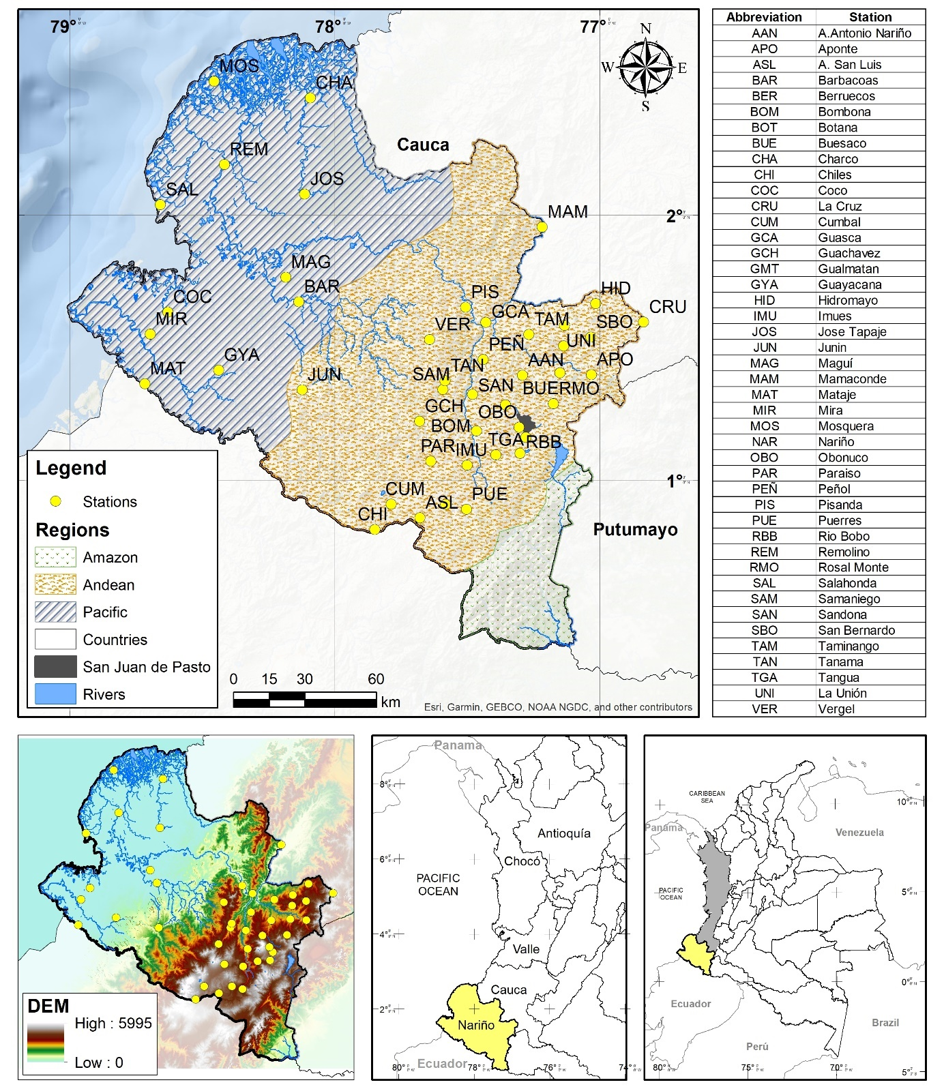 79°
78°
77°
N
W E
S
MOS
CHA
Cauca
REM
JOS
SAL
MAM
2°
MAG
BAR
COC
MIR
HID
CRU
PIS
GCA
TAM
SBO
VER
PEÑ
UNI
GYA
MAT
TAN
AAN
APO
JUN
SAM
SAN
BUE
RMO
GCH
OBO
BOM
TGA
RBB
PAR
IMU
1°
CUM
ASL
PUE
CHI
Putumayo
Legend
Stations
Regions
Amazon
Andean
Pacific
Countries
San Juan de Pasto
Rivers
0 15 30 60
km
Esri, Garmin, GEBCO, NOAA NGDC, and other contributors
Abbreviation Station
AAN A.Antonio Nariño
APO Aponte
ASL A. San Luis
BAR Barbacoas
BER Berruecos
BOM Bombona
BOT Botana
BUE Buesaco
CHA Charco
CHI Chiles
COC Coco
CRU La Cruz
CUM Cumbal
GCA Guasca
GCH Guachavez
GMT Gualmatan
GYA Guayacana
HID Hidromayo
IMU Imues
JOS Jose Tapaje
JUN Junin
MAG Maguí
MAM Mamaconde
MAT Mataje
MIR Mira
MOS Mosquera
NAR Nariño
OBO Obonuco
PAR Paraiso
PEÑ Peñol
PIS Pisanda
PUE Puerres
RBB Rio Bobo
REM Remolino
RMO Rosal Monte
SAL Salahonda
SAM Samaniego
SAN Sandona
SBO San Bernardo
TAM Taminango
TAN Tanama
TGA Tangua
UNI La Unión
VER Vergel
DEM
High : 5995
Low : 0
Panama
8°
Antioquía
6°
Chocó
PACIFIC
OCEAN
4°
Valle
Cauca
2°
Nariño
Ecuador
80° 78° 76° 74°
CARIBBEAN
SEA
10°
Panama
Venezuela
PACIFIC
OCEAN
5°
0°
Ecuador
Brazil
Perù
80° 75° 70° 5°